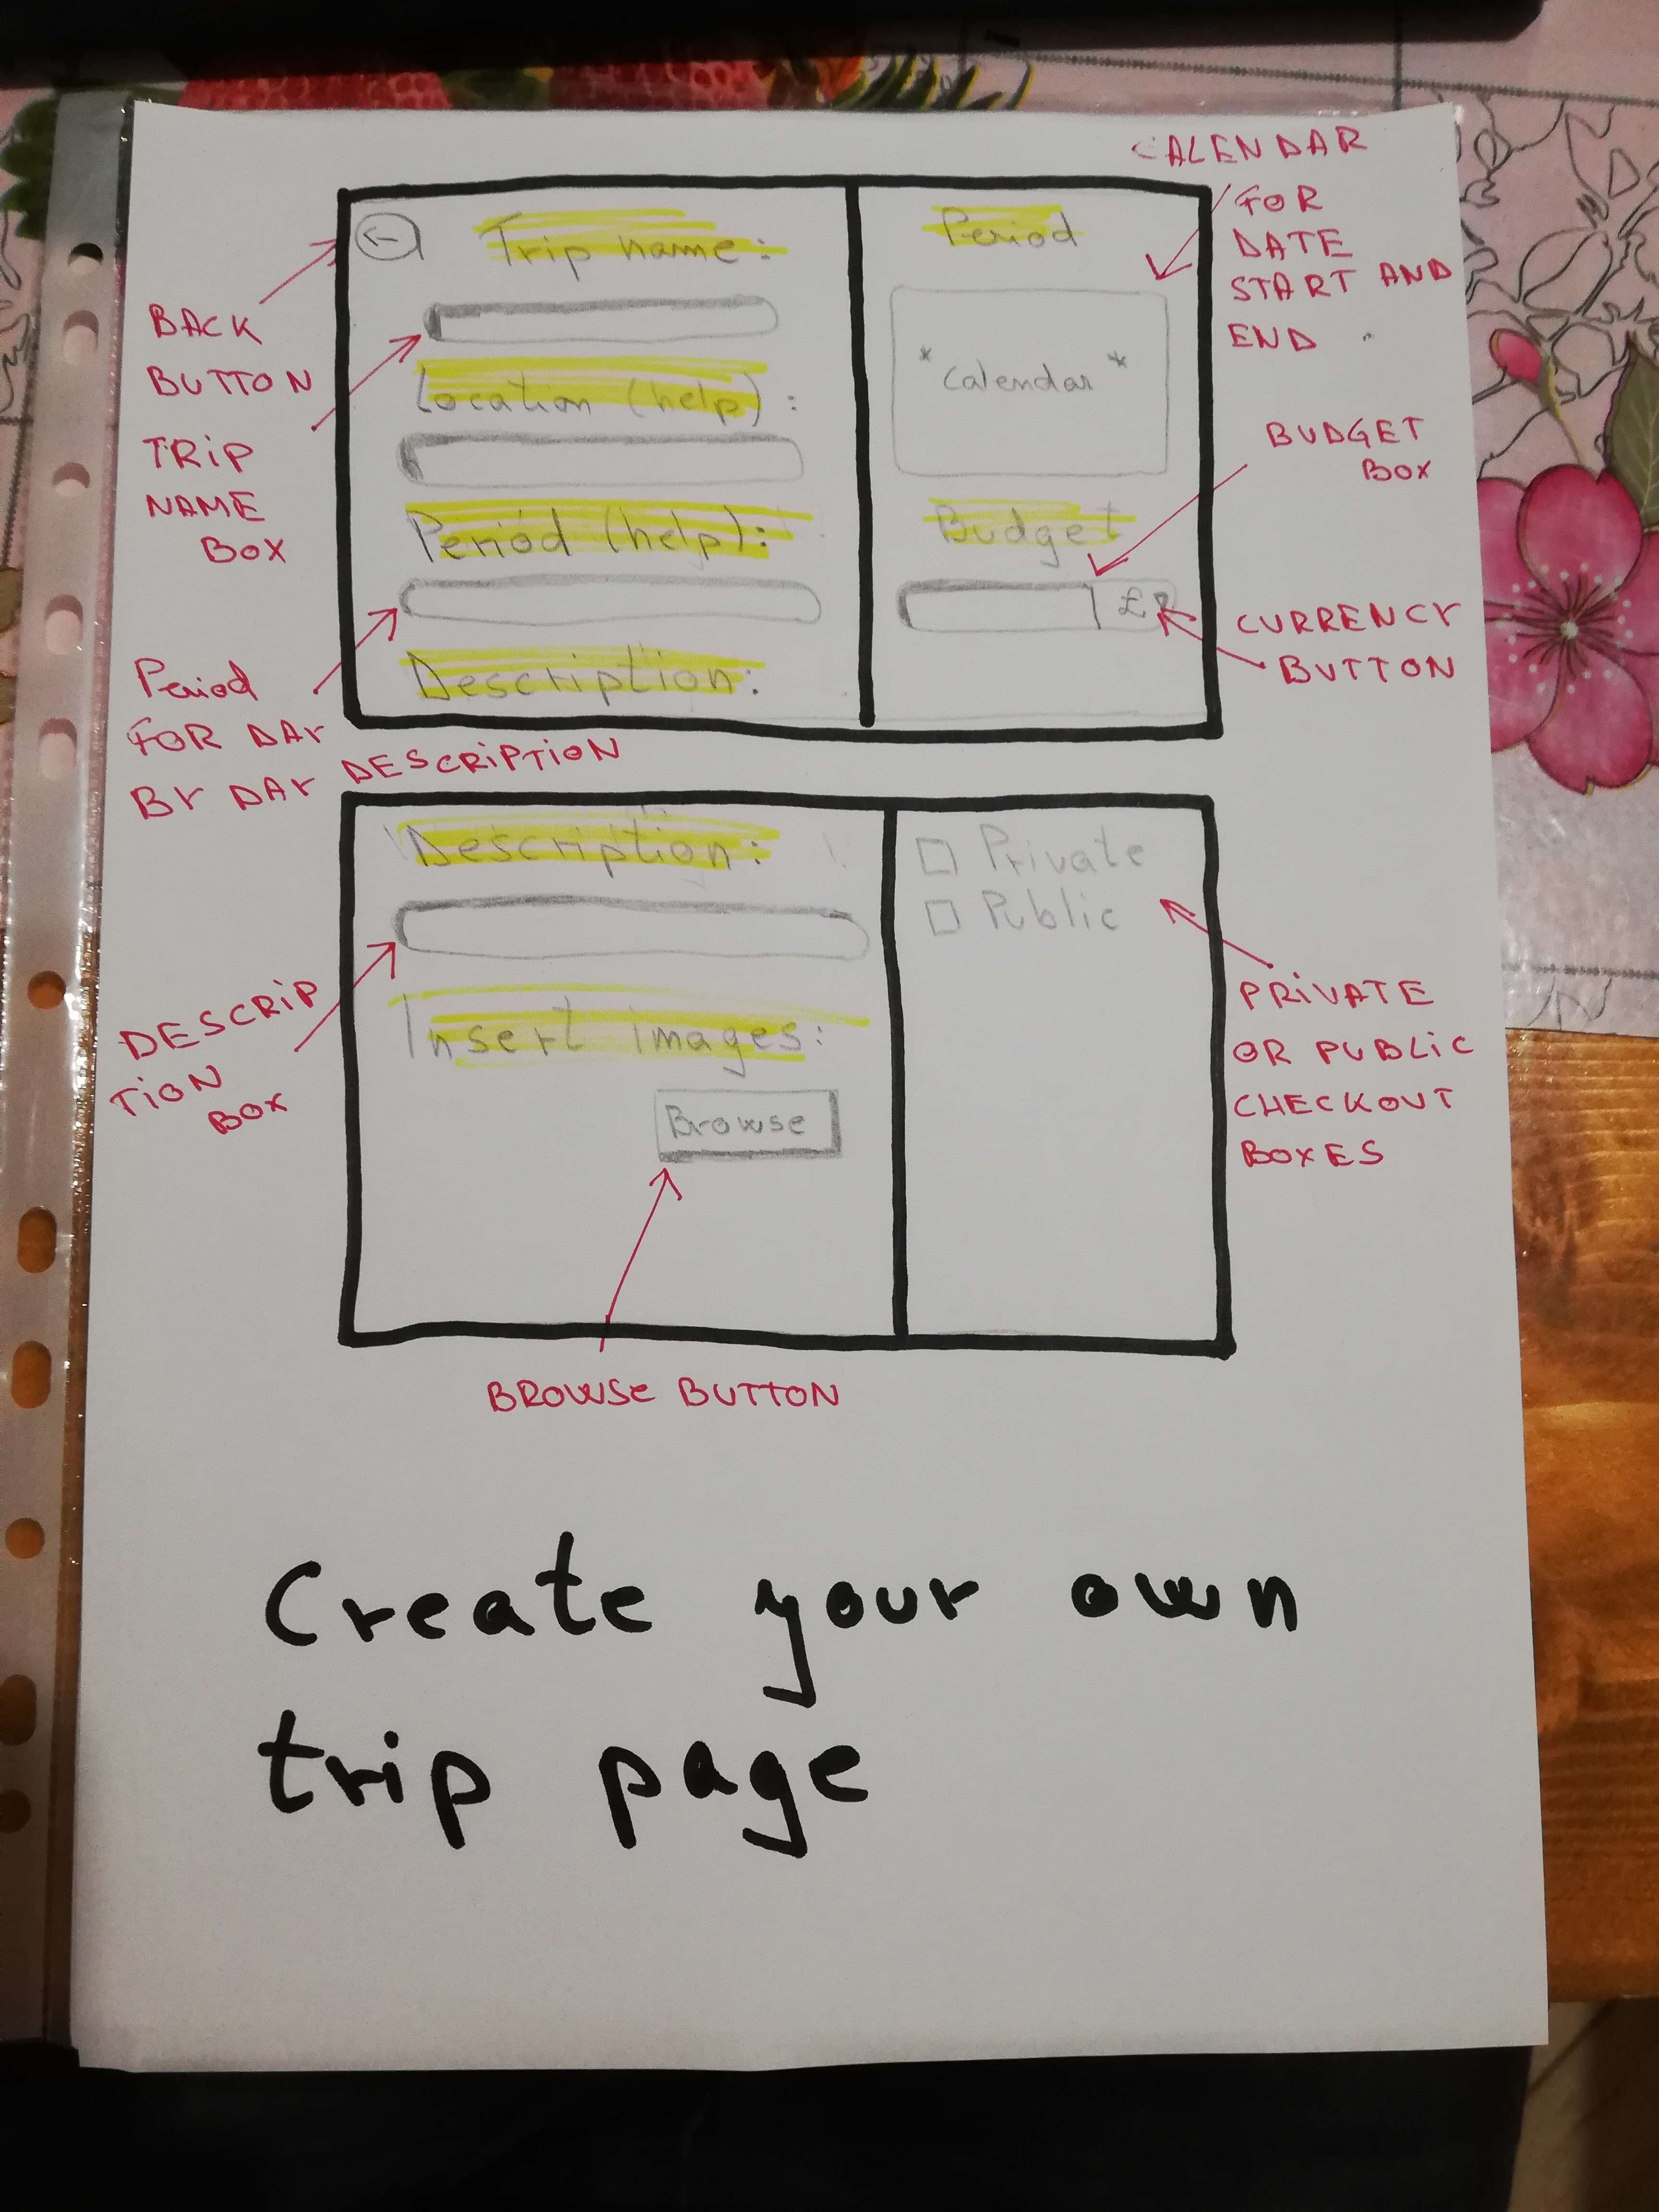 CALENDAR
FOR
DATE
START AND
END
Trip name:
Period
BACK
BUTTON
Location (help):
* Calendar *
TRIP
NAME
BOX
BUDGET
BOX
Period (help):
Budget
£
CURRENCY
BUTTON
Description:
Period
FOR DAY
BY DAY DESCRIPTION
Description:
Private
Public
DESCRIP
TION
BOX
Insert images:
Browse
PRIVATE
OR PUBLIC
CHECKOUT
BOXES
BROWSE BUTTON
Create your own
trip page